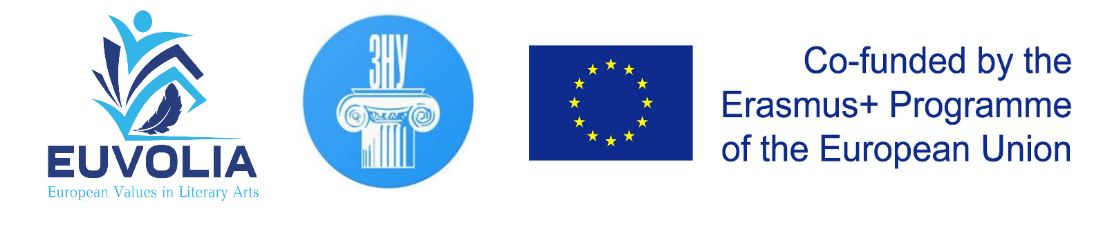 EUVOLIA
European Values in Literary Arts
ЗНУ
Co-funded by the
Erasmus+ Programme
of the European Union